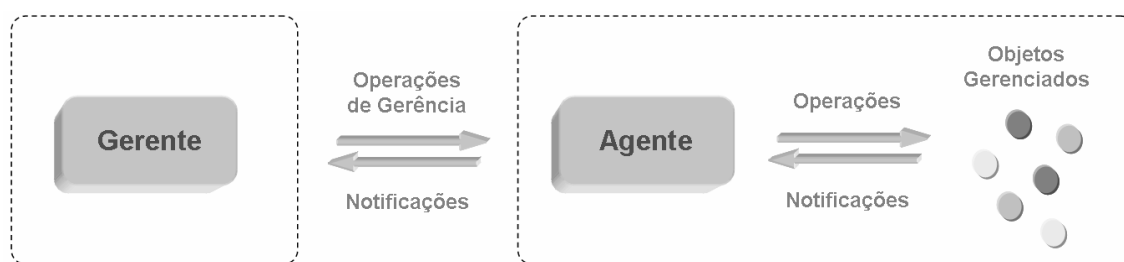 Gerente
Operações
de Gerência
Notificações
Agente
Operações
Notificações
Objetos
Gerenciados